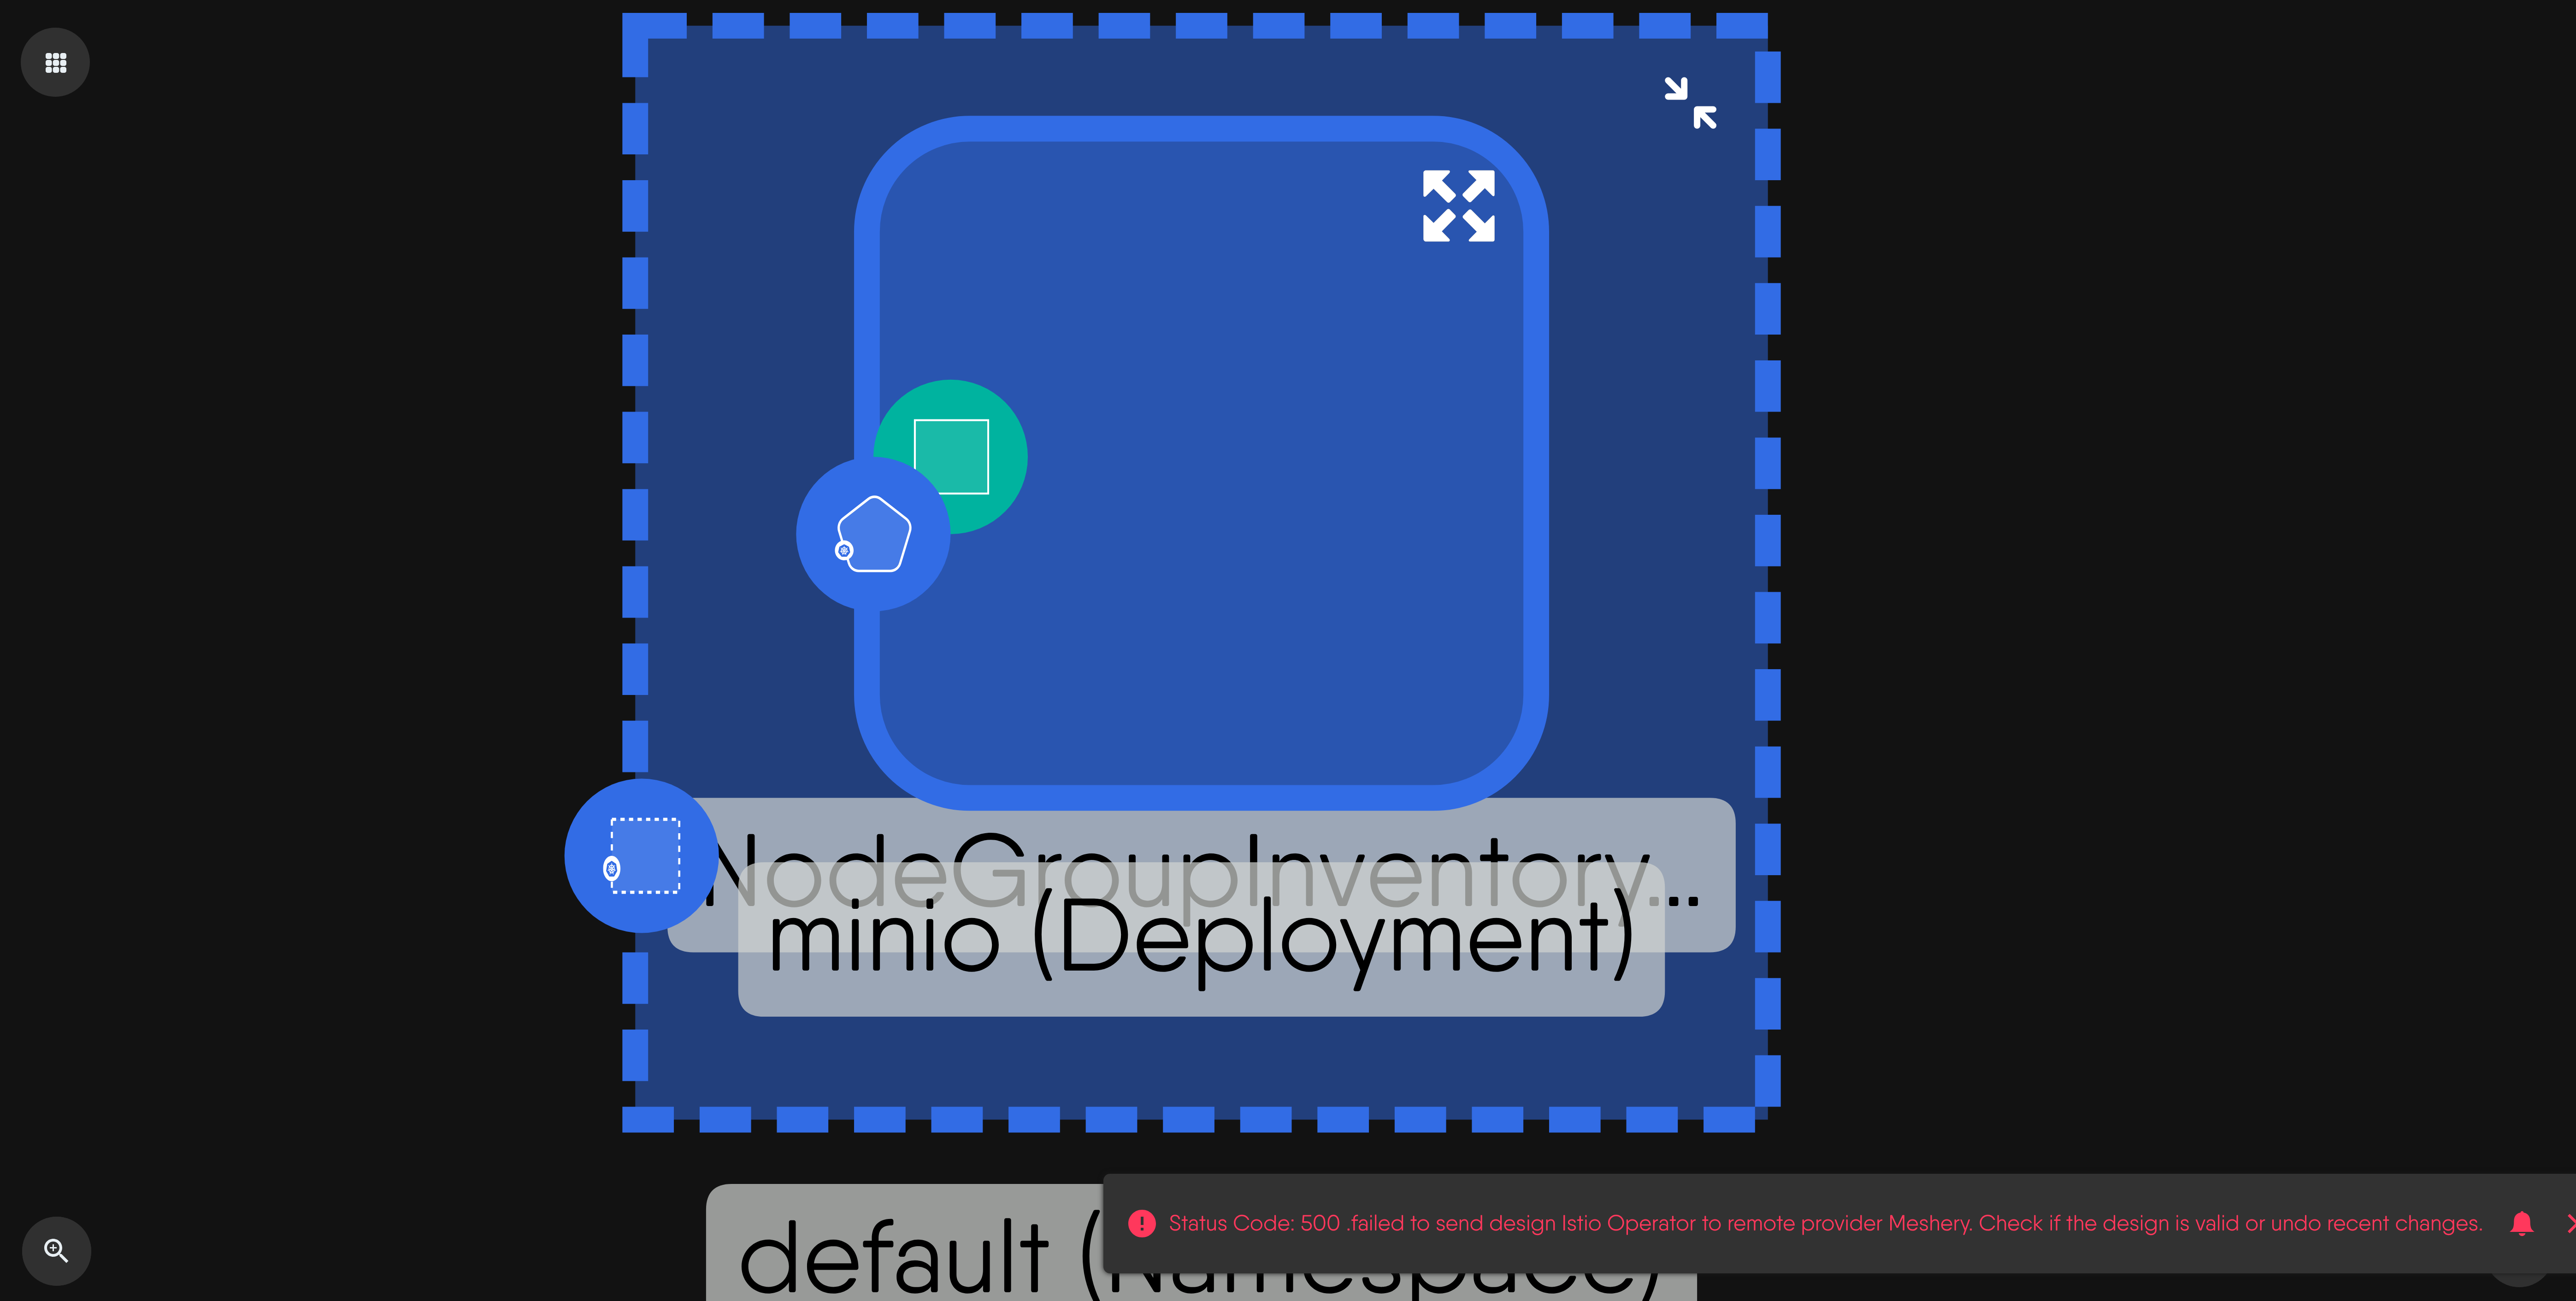 NodeGroupInventory...
minio (Deployment)
default (Namespace)
Status Code: 500 .failed to send design Istio Operator to remote provider Meshery. Check if the design is valid or undo recent changes.